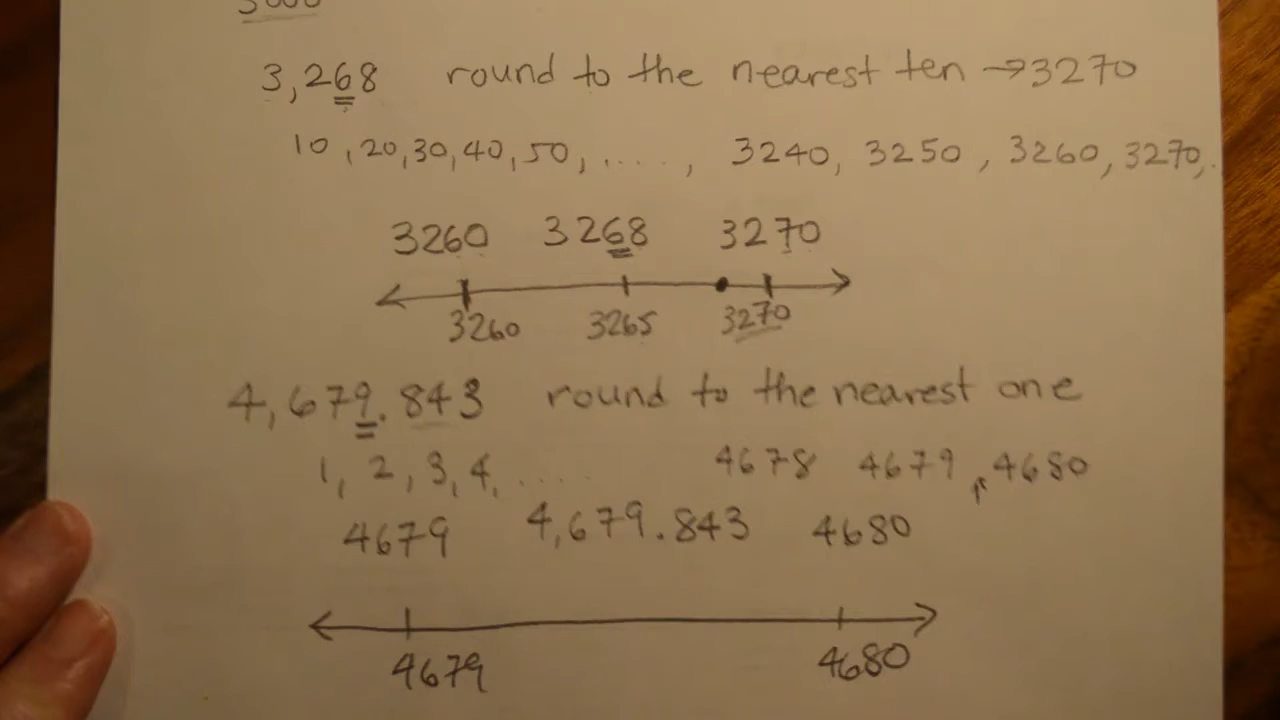 3000
3,268 round to the nearest ten → 3270
10, 20, 30, 40, 50, ....., 3240, 3250, 3260, 3270,.
3260 3268 3270
3260 3265 3270
4,679.843 round to the nearest one
1, 2, 3, 4, ..... 4678 4679, 4680
4679 4,679.843 4680
4679 4680